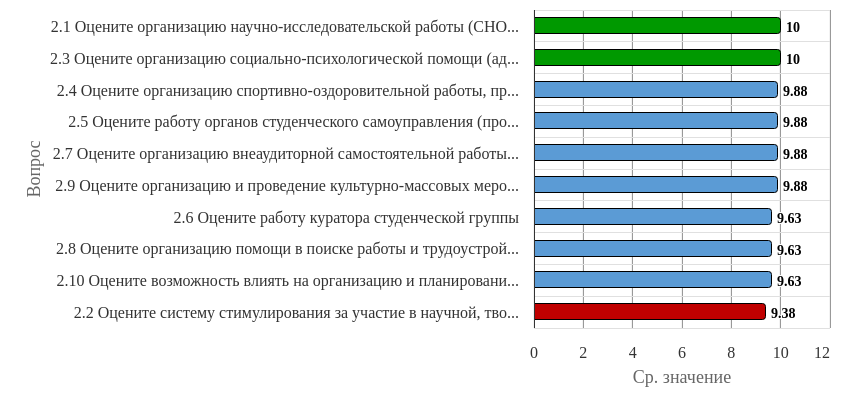 2.1 Оцените организацию научно-исследовательской работы (СНО...
10
2.3 Оцените организацию социально-психологической помощи (ад...
10
2.4 Оцените организацию спортивно-оздоровительной работы, пр...
9.88
2.5 Оцените работу органов студенческого самоуправления (про...
9.88
2.7 Оцените организацию внеаудиторной самостоятельной работы...
9.88
2.9 Оцените организацию и проведение культурно-массовых меро...
9.88
2.6 Оцените работу куратора студенческой группы
9.63
2.8 Оцените организацию помощи в поиске работы и трудоустрой...
9.63
2.10 Оцените возможность влиять на организацию и планировани...
9.63
2.2 Оцените систему стимулирования за участие в научной, тво...
9.38
Вопрос
0 2 4 6 8 10 12
Ср. значение